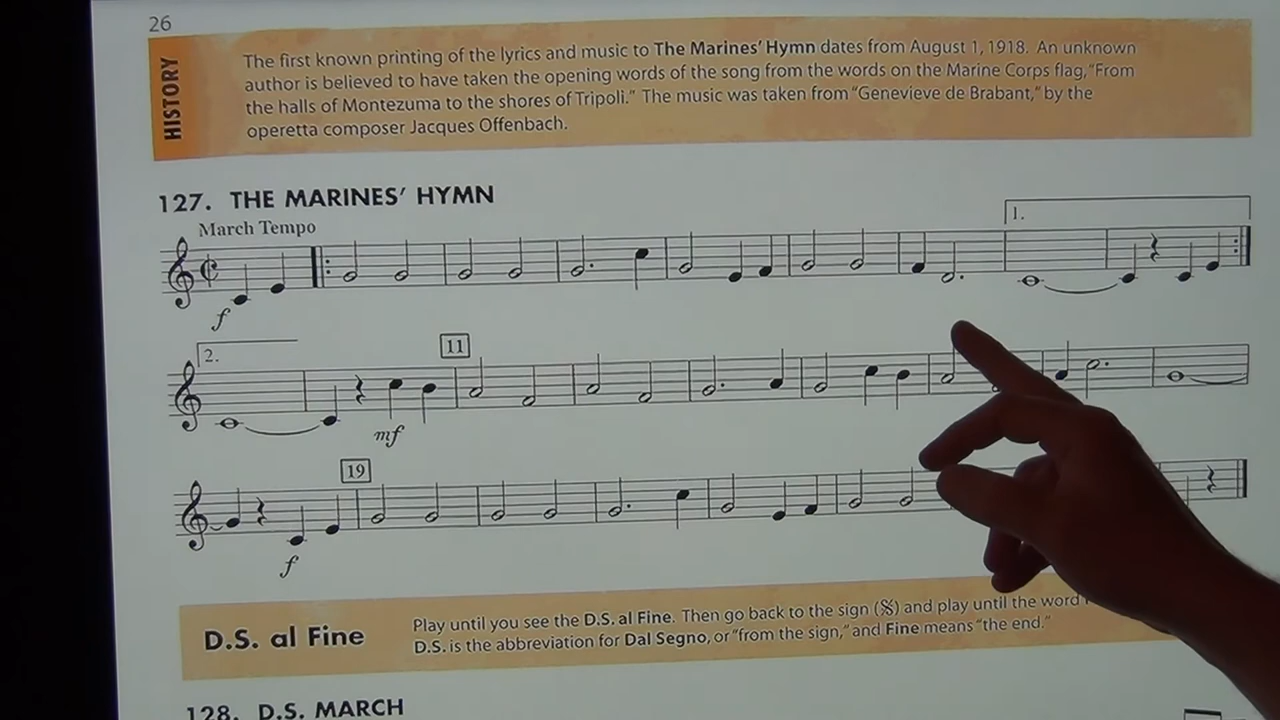 26
HISTORY
The first known printing of the lyrics and music to The Marines' Hymn dates from August 1, 1918. An unknown
author is believed to have taken the opening words of the song from the words on the Marine Corps flag, "From
the halls of Montezuma to the shores of Tripoli." The music was taken from "Genevieve de Brabant," by the
operetta composer Jacques Offenbach.
127. THE MARINES' HYMN
March Tempo
1.
f
2.
11
mf
19
f
D.S. al Fine
Play until you see the D.S. al Fine. Then go back to the sign (𝄋) and play until the word
D.S. is the abbreviation for Dal Segno, or "from the sign," and Fine means "the end."
128. D.S. MARCH